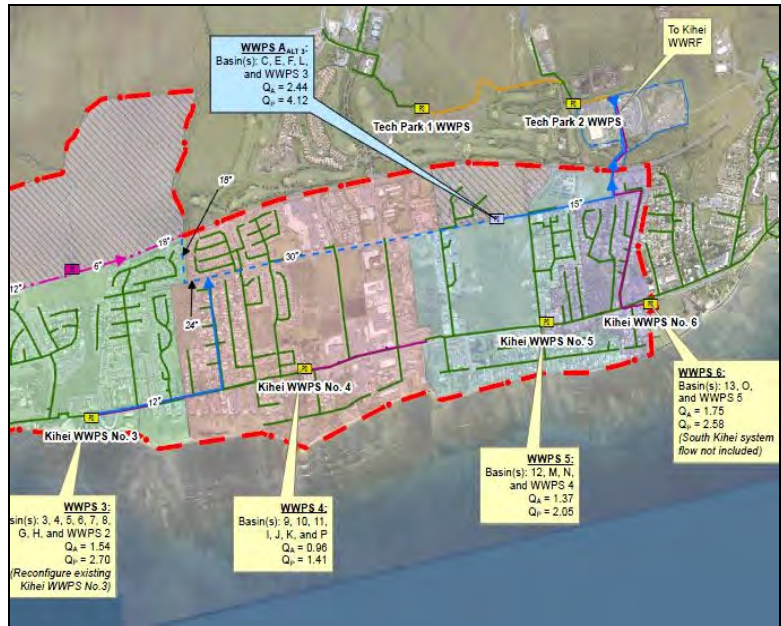 WWPS A ALT 3:
Basin(s): C, E, F, L,
and WWPS 3
QA = 2.44
QP = 4.12
To Kihei
WWRF
Tech Park 1 WWPS
Tech Park 2 WWPS
18"
15"
18"
6"
12"
30"
24"
Kihei WWPS No. 6
Kihei WWPS No. 5
Kihei WWPS No. 4
12"
Kihei WWPS No. 3
WWPS 6:
Basin(s): 13, O,
and WWPS 5
QA = 1.75
QP = 2.58
(South Kihei system
flow not included)
WWPS 5:
Basin(s): 12, M, N,
and WWPS 4
QA = 1.37
QP = 2.05
WWPS 4:
Basin(s): 9, 10, 11,
I, J, K, and P
QA = 0.96
QP = 1.41
WWPS 3:
sin(s): 3, 4, 5, 6, 7, 8,
G, H, and WWPS 2
QA = 1.54
QP = 2.70
(Reconfigure existing
Kihei WWPS No.3)